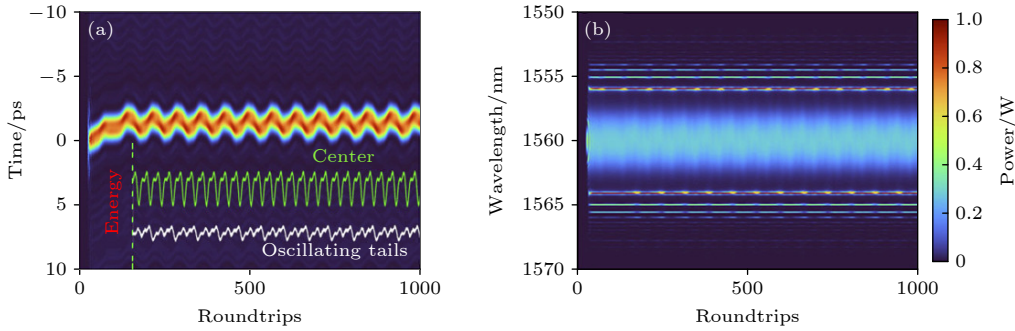 (a)
−10
−5
0
5
10
Time/ps
Energy
Center
Oscillating tails
0
500
1000
Roundtrips
(b)
1550
1555
1560
1565
1570
Wavelength/nm
0
500
1000
Roundtrips
1.0
0.8
0.6
0.4
0.2
0
Power/W